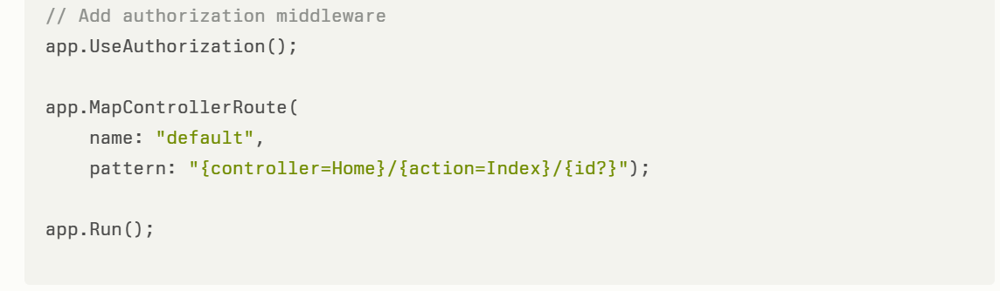 // Add authorization middleware
app.UseAuthorization();
app.MapControllerRoute(
    name: "default",
    pattern: "{controller=Home}/{action=Index}/{id?}");
app.Run();